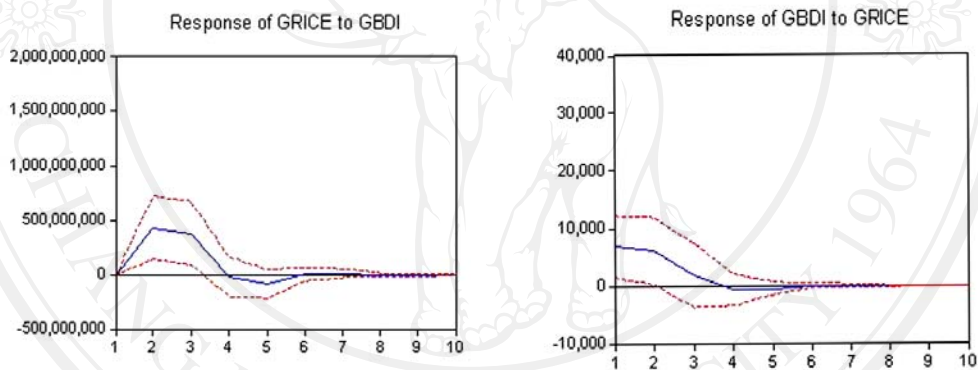 Response of GRICE to GBDI
2,000,000,000
1,500,000,000
1,000,000,000
500,000,000
0
-500,000,000
1 2 3 4 5 6 7 8 9 10
Response of GBDI to GRICE
40,000
30,000
20,000
10,000
0
-10,000
1 2 3 4 5 6 7 8 9 10
CHIANG
TY 1964